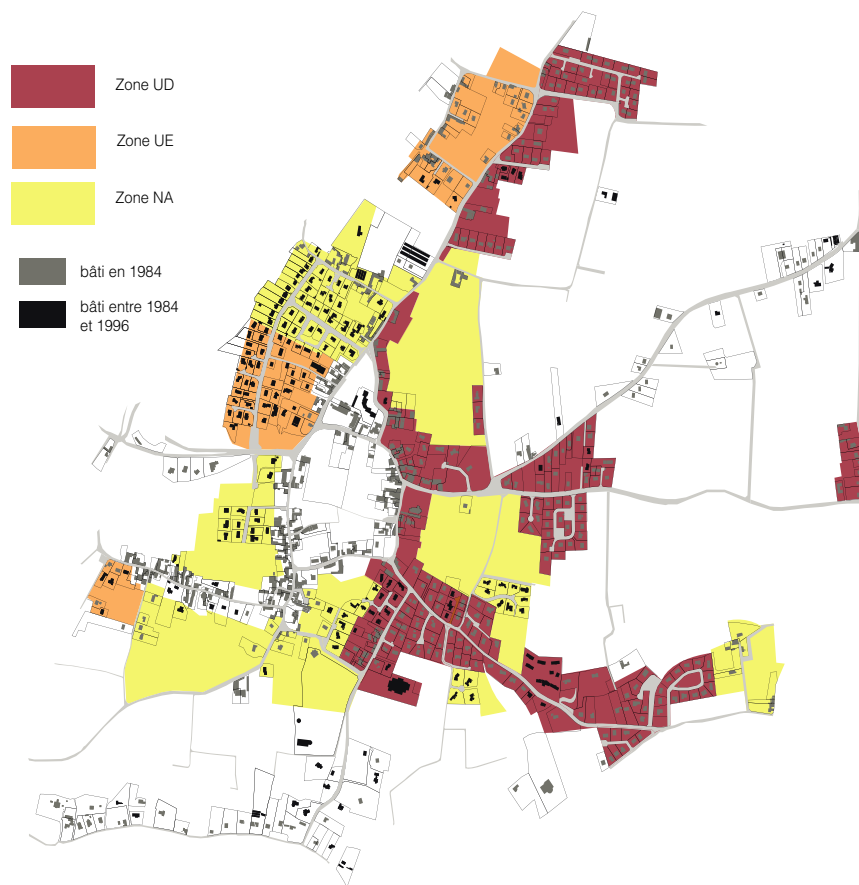 Zone UD
Zone UE
Zone NA
bâti en 1984
bâti entre 1984
et 1996